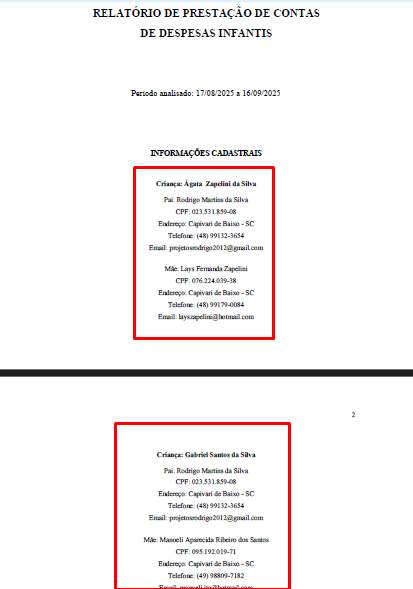 RELATÓRIO DE PRESTAÇÃO DE CONTAS
DE DESPESAS INFANTIS
Período analisado: 17/08/2025 a 16/09/2025
INFORMAÇÕES CADASTRAIS
Criança: Ágata Zapelini da Silva
Pai: Rodrigo Martins da Silva
CPF: 023.531.859-08
Endereço: Capivari de Baixo - SC
Telefone: (48) 99132-3654
Email: projetosrodrigo2012@gmail.com
Mãe: Lays Fernanda Zapelini
CPF: 076.224.039-38
Endereço: Capivari de Baixo - SC
Telefone: (48) 99179-0084
Email: layszapelini@hotmail.com
2
Criança: Gabriel Santos da Silva
Pai: Rodrigo Martins da Silva
CPF: 023.531.859-08
Endereço: Capivari de Baixo - SC
Telefone: (48) 99132-3654
Email: projetosrodrigo2012@gmail.com
Mãe: Manoeli Aparecida Ribeiro dos Santos
CPF: 095.192.019-71
Endereço: Capivari de Baixo - SC
Telefone: (49) 98809-7182